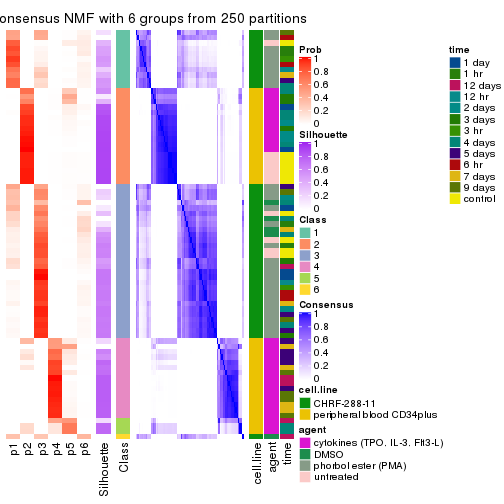 onsensus NMF with 6 groups from 250 partitions
Prob
1
0.8
0.6
0.4
0.2
0
Silhouette
1
0.8
0.6
0.4
0.2
0
Class
1
2
3
4
5
6
Consensus
1
0.8
0.6
0.4
0.2
0
cell.line
CHRF-288-11
peripheral blood CD34plus
agent
cytokines (TPO, IL-3, Flt3-L)
DMSO
phorbol ester (PMA)
untreated
time
1 day
1 hr
12 days
12 hr
2 days
3 days
3 hr
4 days
5 days
6 hr
7 days
9 days
control
p1
p2
p3
p4
p5
p6
Silhouette
Class
cell.line
agent
time